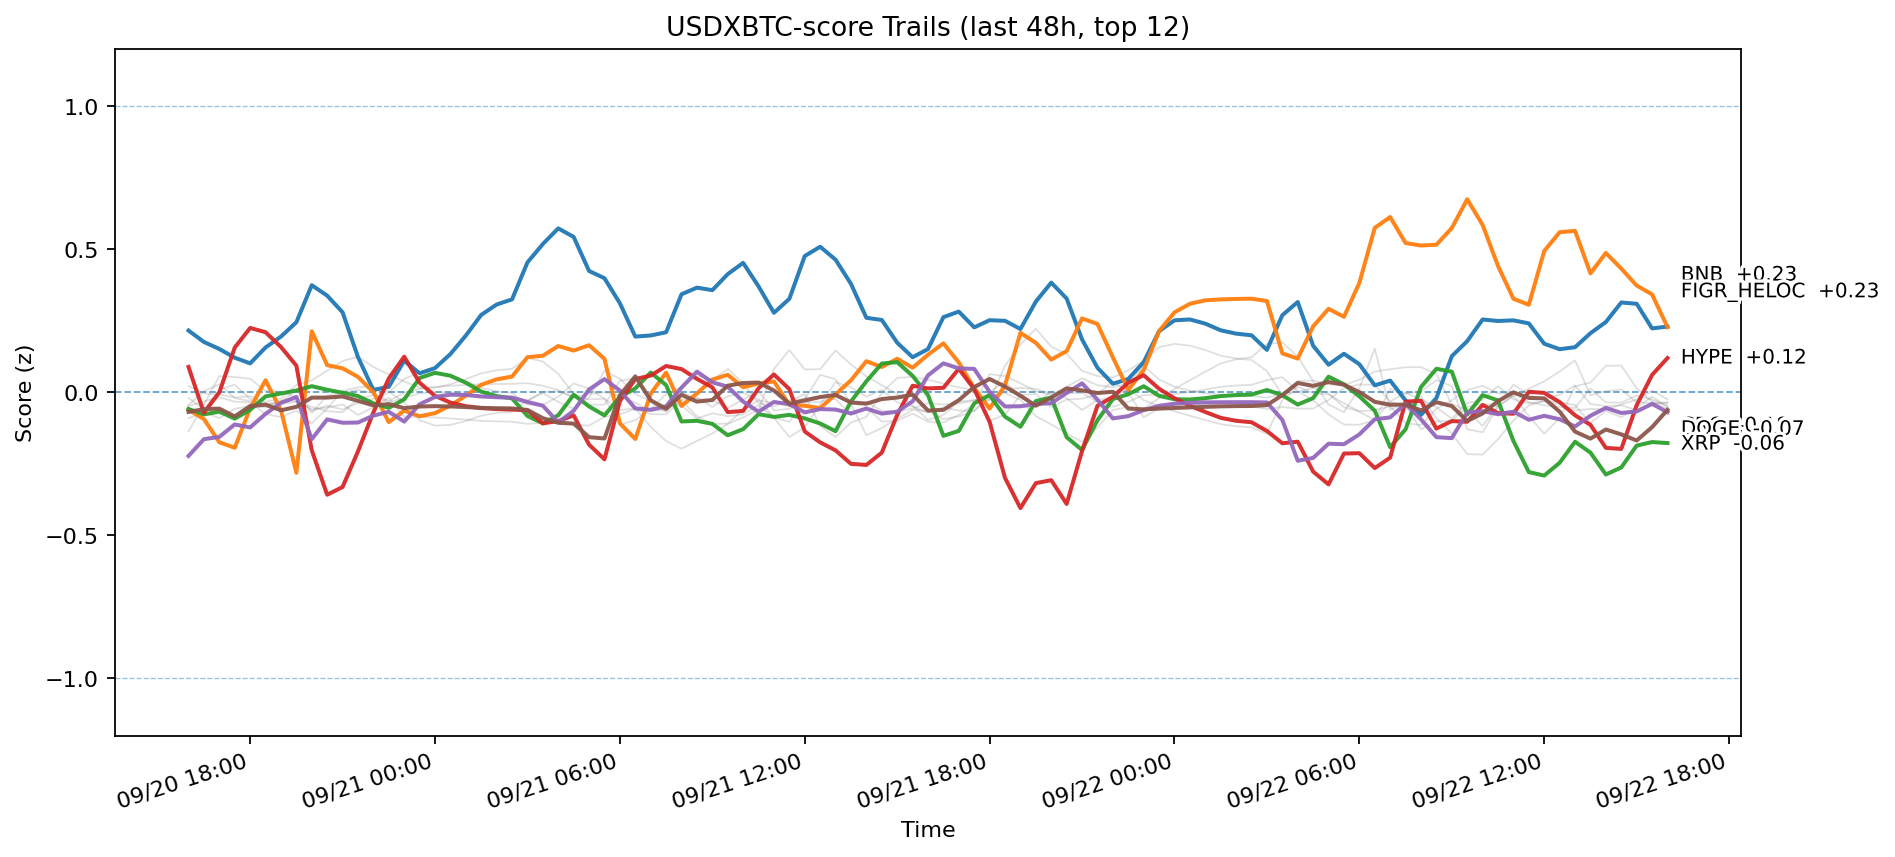 USDXBTC-score Trails (last 48h, top 12)
Score (z)
1.0
0.5
0.0
−0.5
−1.0
BNB +0.23
FIGR_HELOC +0.23
HYPE +0.12
DOGE -0.07
XRP -0.06
09/20 18:00
09/21 00:00
09/21 06:00
09/21 12:00
09/21 18:00
09/22 00:00
09/22 06:00
09/22 12:00
09/22 18:00
Time